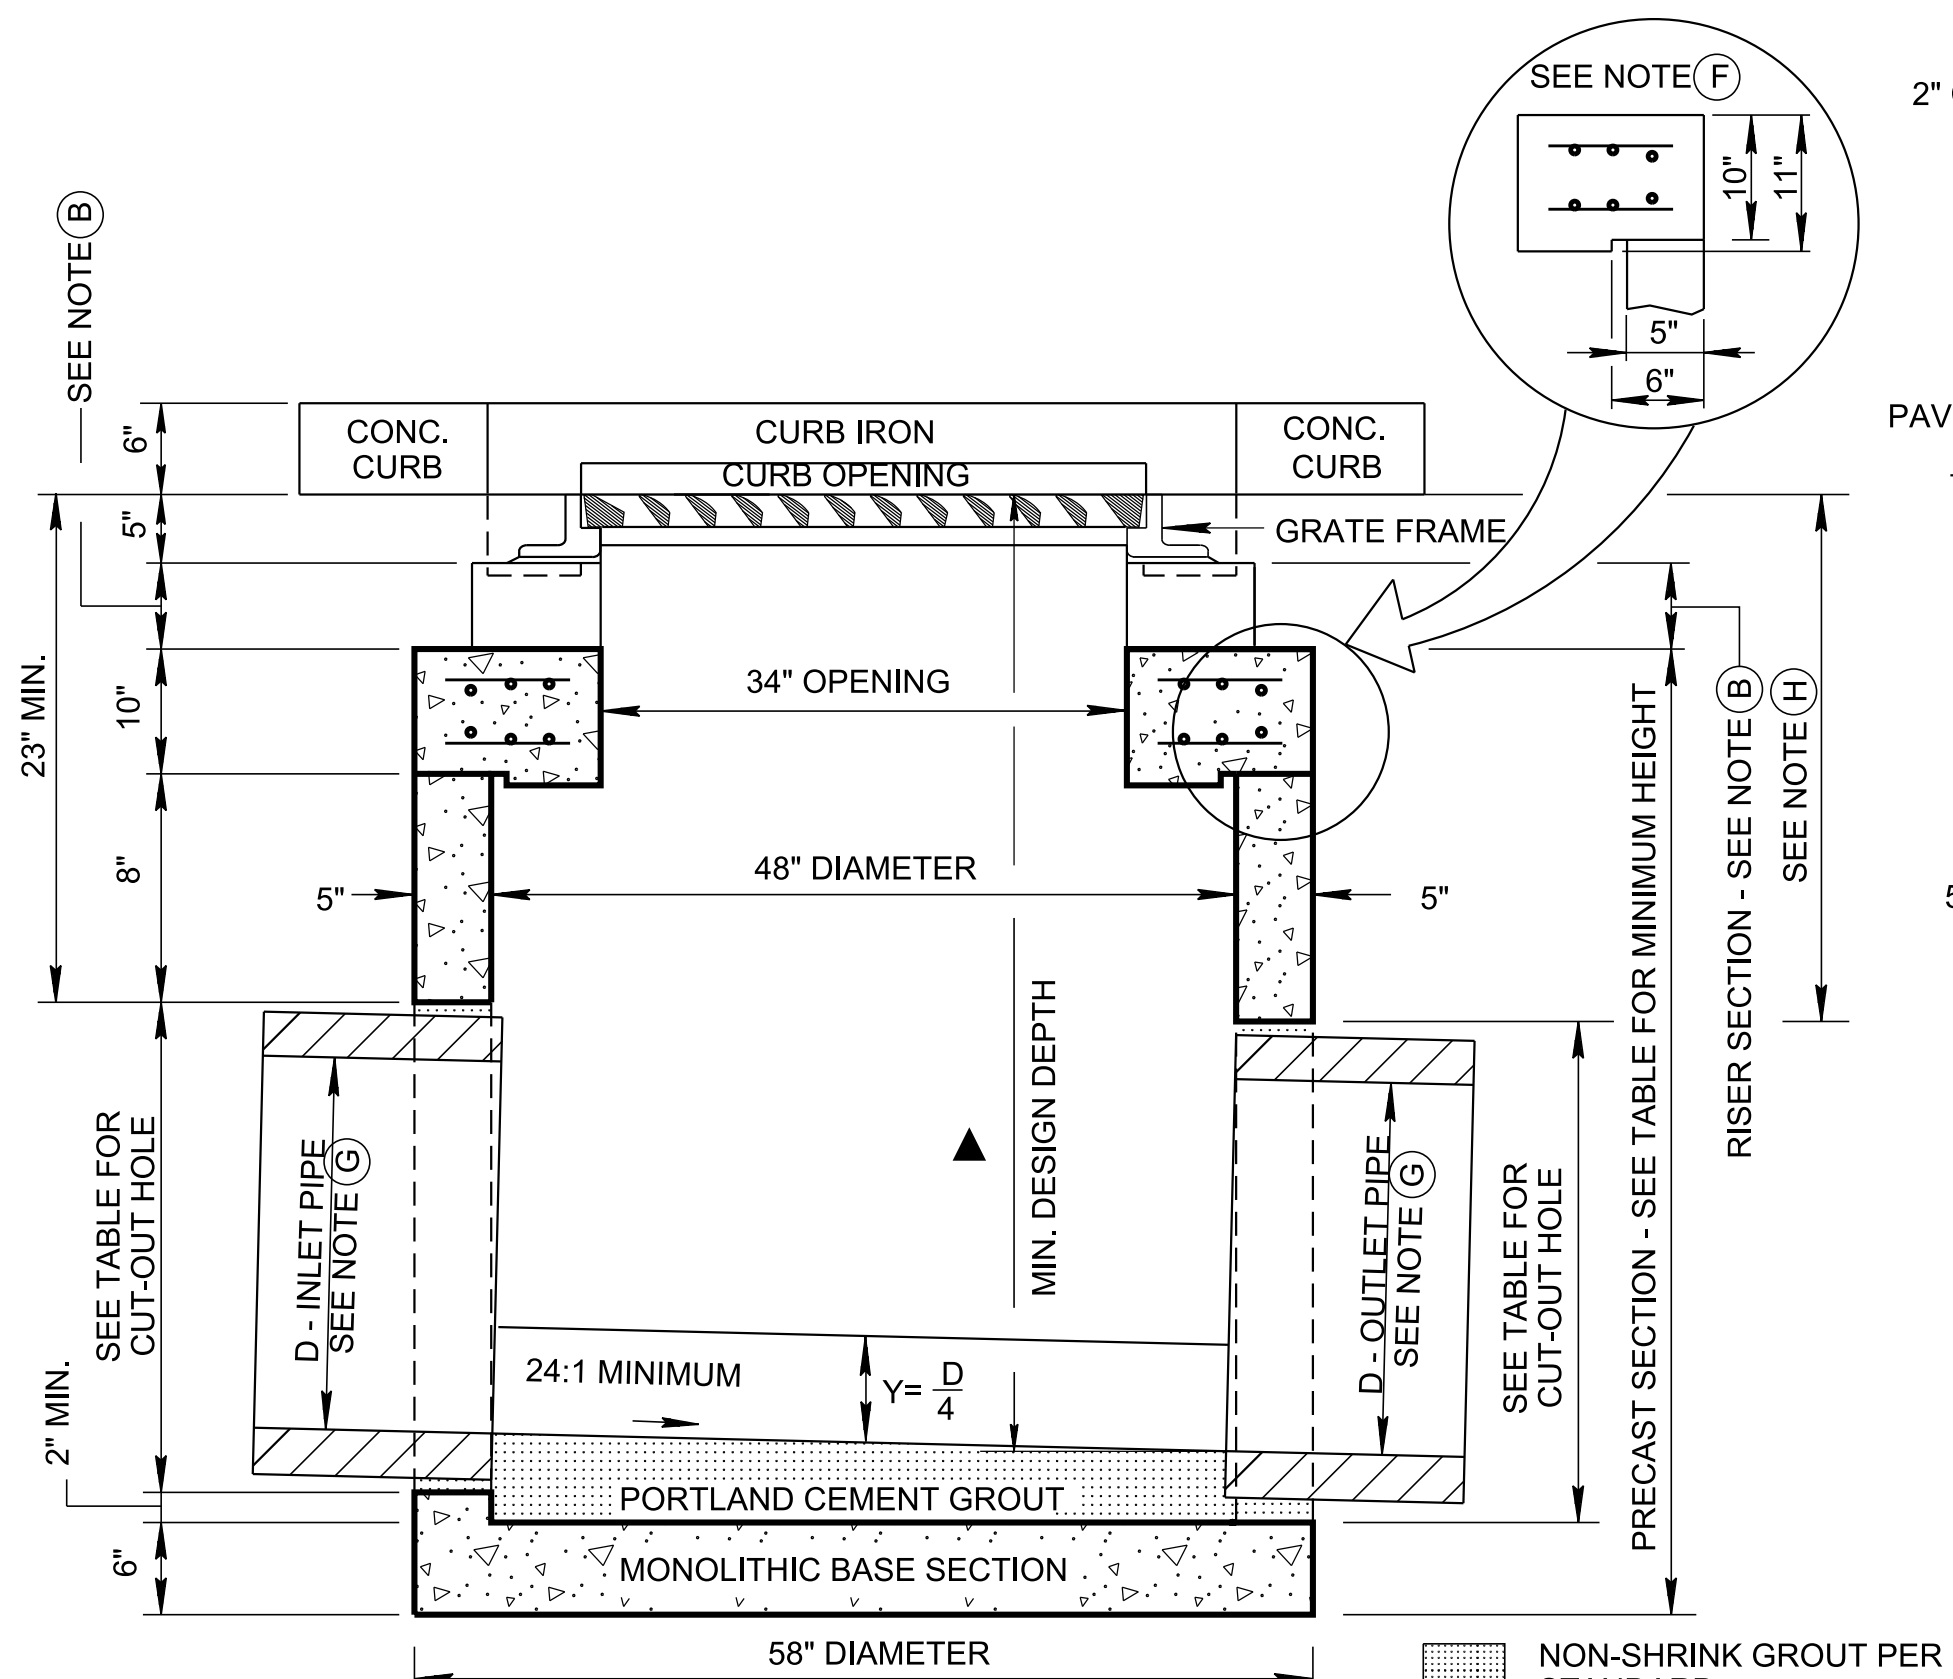 SEE NOTE F
10"
11"
5"
6"
2"
PAV
SEE NOTE B
6"
5"
10"
8"
23" MIN.
CONC.
CURB
CURB IRON
CURB OPENING
CONC.
CURB
GRATE FRAME
34" OPENING
48" DIAMETER
5"
5"
5
MIN. DESIGN DEPTH
▲
SEE TABLE FOR
CUT-OUT HOLE
D - INLET PIPE
SEE NOTE G
D - OUTLET PIPE
SEE NOTE G
SEE TABLE FOR
CUT-OUT HOLE
PRECAST SECTION - SEE TABLE FOR MINIMUM HEIGHT
RISER SECTION - SEE NOTE B
SEE NOTE H
24:1 MINIMUM
Y= D
4
2" MIN.
6"
PORTLAND CEMENT GROUT
MONOLITHIC BASE SECTION
58" DIAMETER
NON-SHRINK GROUT PER